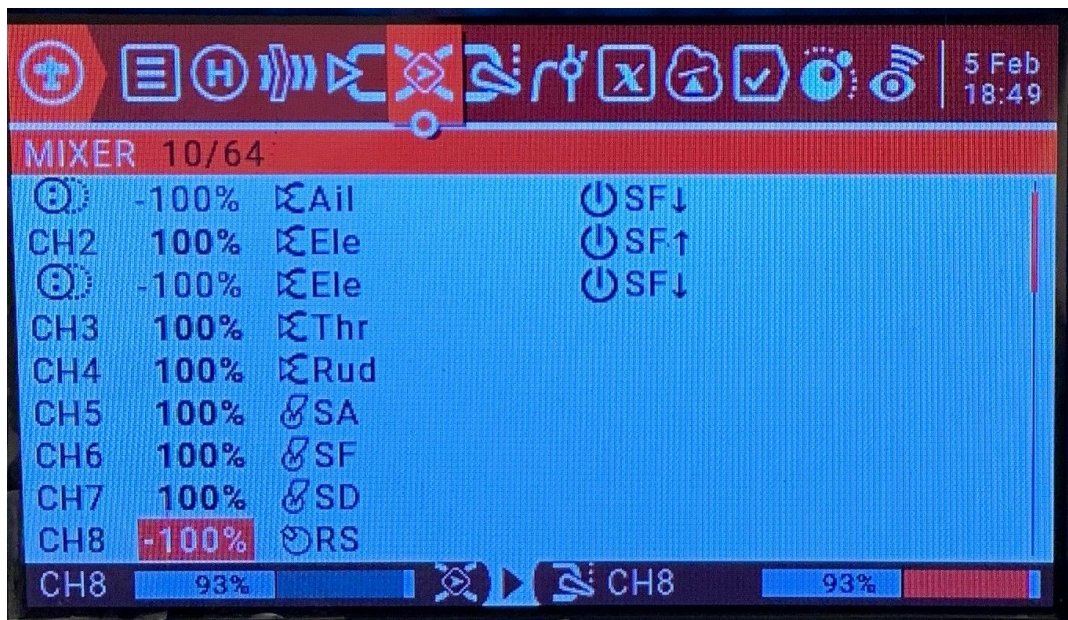 H
X
5 Feb
18:49
MIXER 10/64
-100% Ail SF↓
CH2 100% Ele SF↑
-100% Ele SF↓
CH3 100% Thr
CH4 100% Rud
CH5 100% SA
CH6 100% SF
CH7 100% SD
CH8 -100% RS
CH8 93% CH8 93%